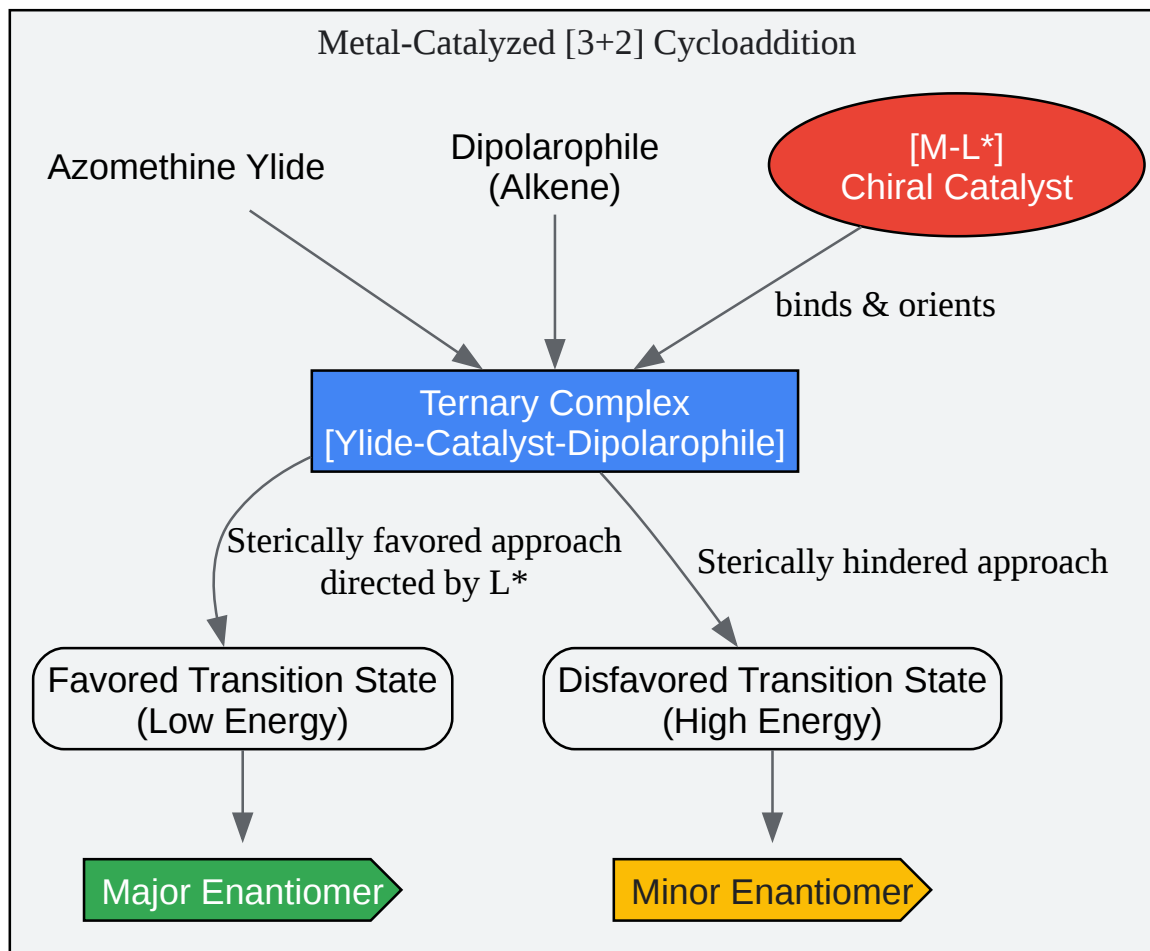 Metal-Catalyzed [3+2] Cycloaddition
Azomethine Ylide
Dipolarophile
(Alkene)
[M-L*]
Chiral Catalyst
binds & orients
Ternary Complex
[Ylide-Catalyst-Dipolarophile]
Sterically favored approach
directed by L*
Sterically hindered approach
Favored Transition State
(Low Energy)
Disfavored Transition State
(High Energy)
Major Enantiomer
Minor Enantiomer